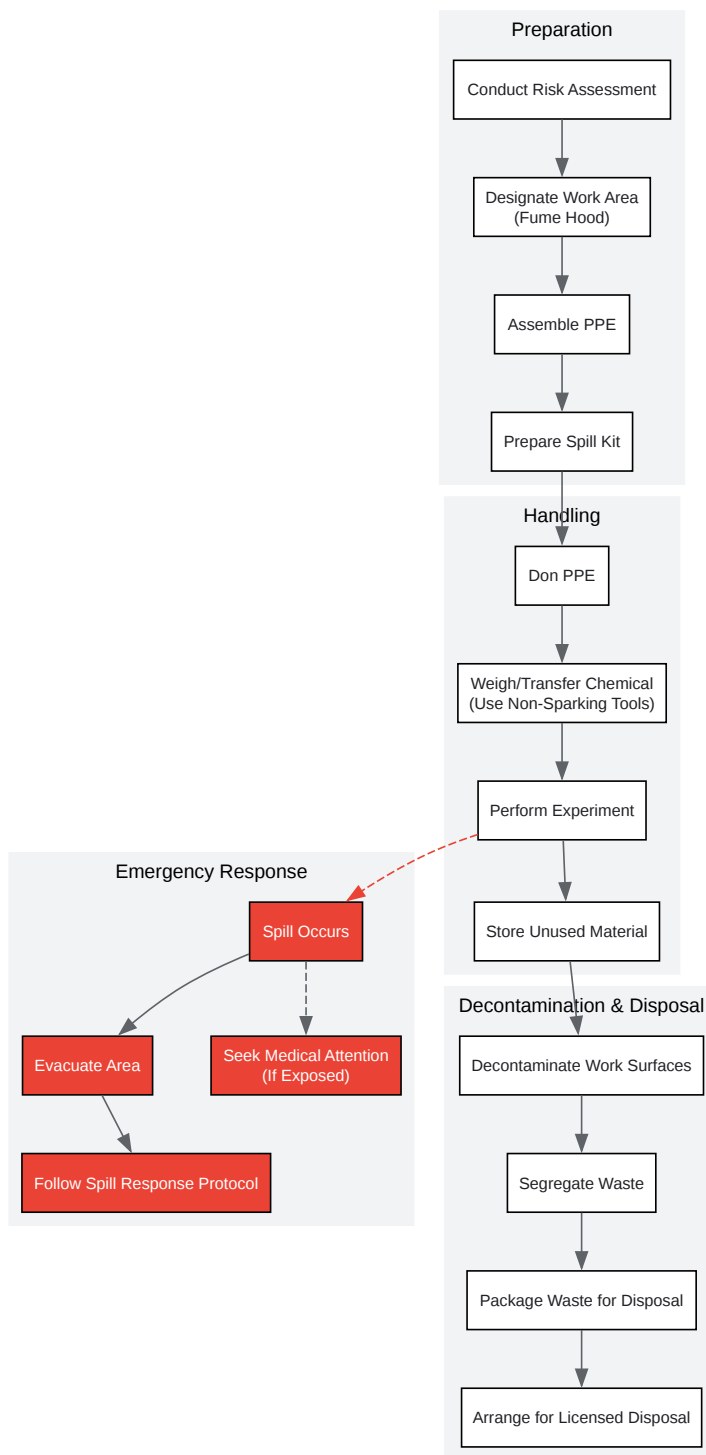 Preparation
Conduct Risk Assessment
Designate Work Area
(Fume Hood)
Assemble PPE
Prepare Spill Kit
Handling
Don PPE
Weigh/Transfer Chemical
(Use Non-Sparking Tools)
Perform Experiment
Store Unused Material
Emergency Response
Spill Occurs
Evacuate Area
Seek Medical Attention
(If Exposed)
Follow Spill Response Protocol
Decontamination & Disposal
Decontaminate Work Surfaces
Segregate Waste
Package Waste for Disposal
Arrange for Licensed Disposal